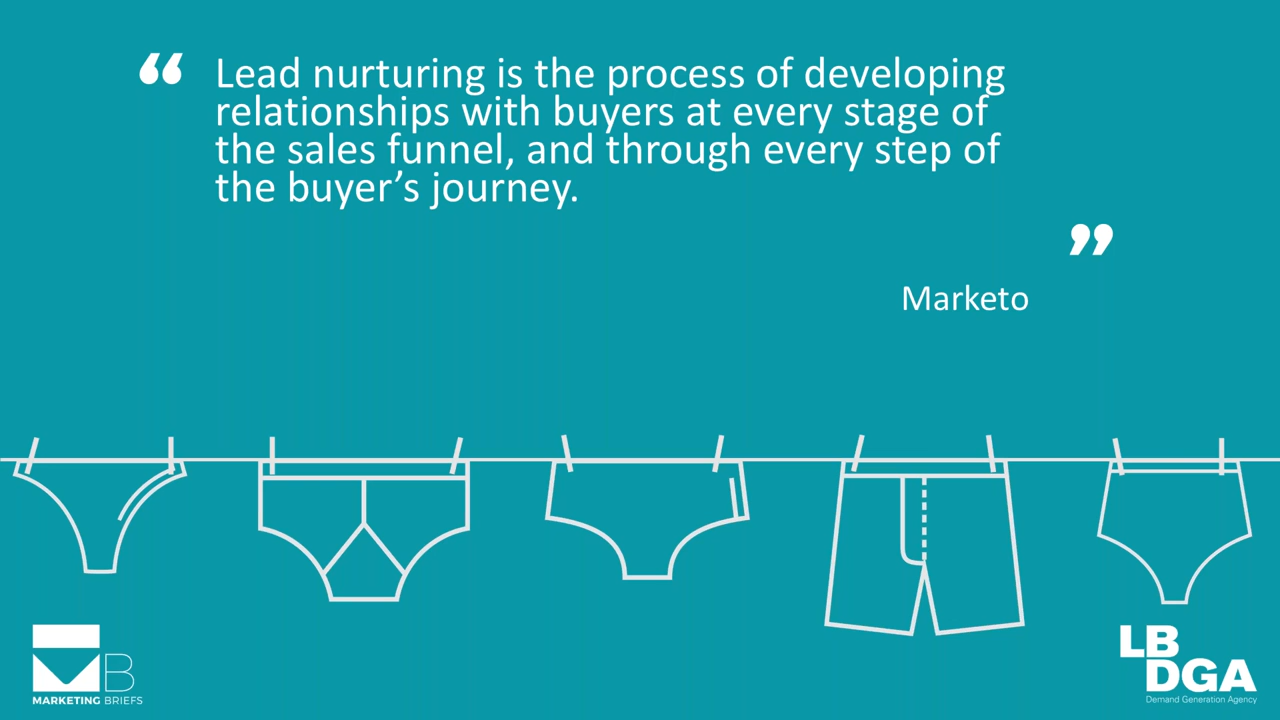 “ Lead nurturing is the process of developing
relationships with buyers at every stage of
the sales funnel, and through every step of
the buyer’s journey.
”
Marketo
B
MARKETING BRIEFS
LB
DGA
Demand Generation Agency